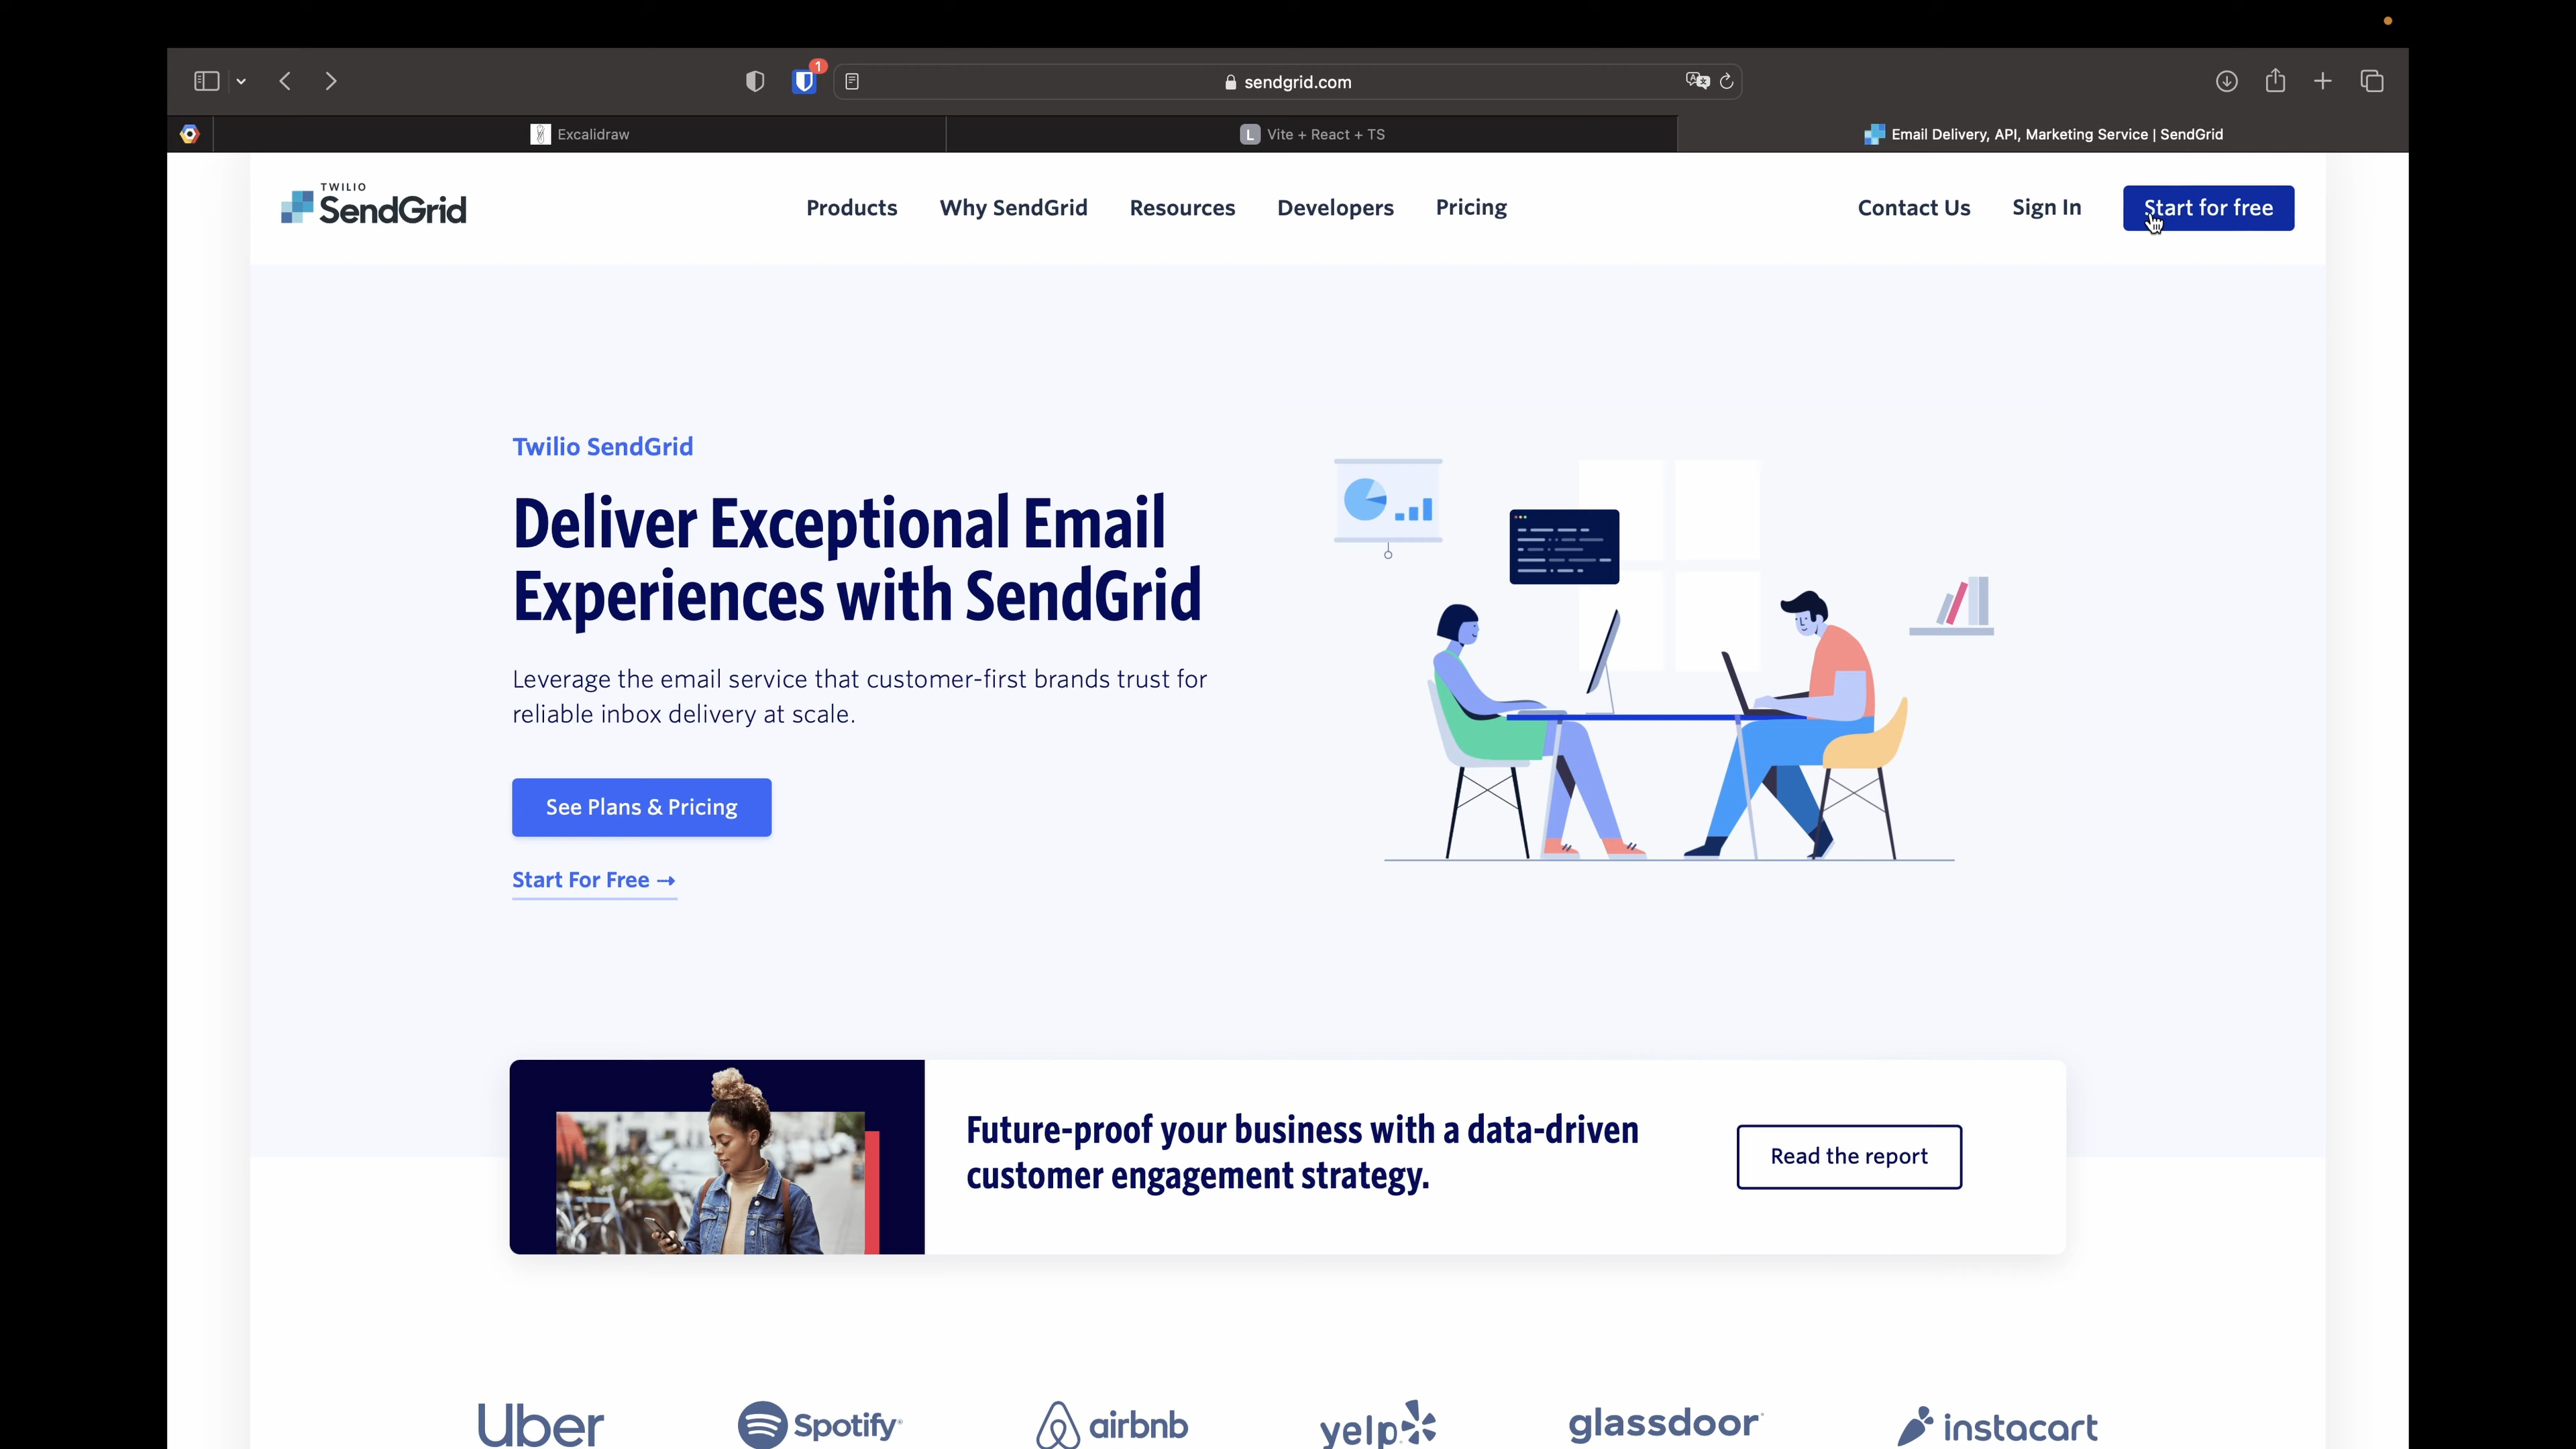 1
sendgrid.com
Excalidraw
L Vite + React + TS
Email Delivery, API, Marketing Service | SendGrid
TWILIO
SendGrid
Products Why SendGrid Resources Developers Pricing
Contact Us Sign In Start for free
Twilio SendGrid
Deliver Exceptional Email
Experiences with SendGrid
Leverage the email service that customer-first brands trust for
reliable inbox delivery at scale.
See Plans & Pricing
Start For Free →
Future-proof your business with a data-driven
customer engagement strategy.
Read the report
Uber Spotify airbnb yelp glassdoor instacart